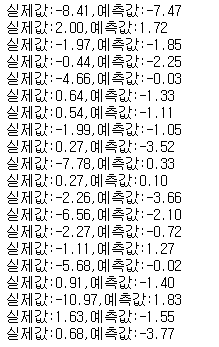 실제값:-8.41,예측값:-7.47
실제값:2.00,예측값:1.72
실제값:-1.97,예측값:-1.85
실제값:-0.44,예측값:-2.25
실제값:-4.66,예측값:-0.03
실제값:0.64,예측값:-1.33
실제값:0.54,예측값:-1.11
실제값:-1.99,예측값:-1.05
실제값:0.27,예측값:-3.52
실제값:-7.78,예측값:0.33
실제값:0.27,예측값:0.10
실제값:-2.26,예측값:-3.66
실제값:-6.56,예측값:-2.10
실제값:-2.27,예측값:-0.72
실제값:-1.11,예측값:1.27
실제값:-5.68,예측값:-0.02
실제값:0.91,예측값:-1.40
실제값:-10.97,예측값:1.83
실제값:1.63,예측값:-1.55
실제값:0.68,예측값:-3.77